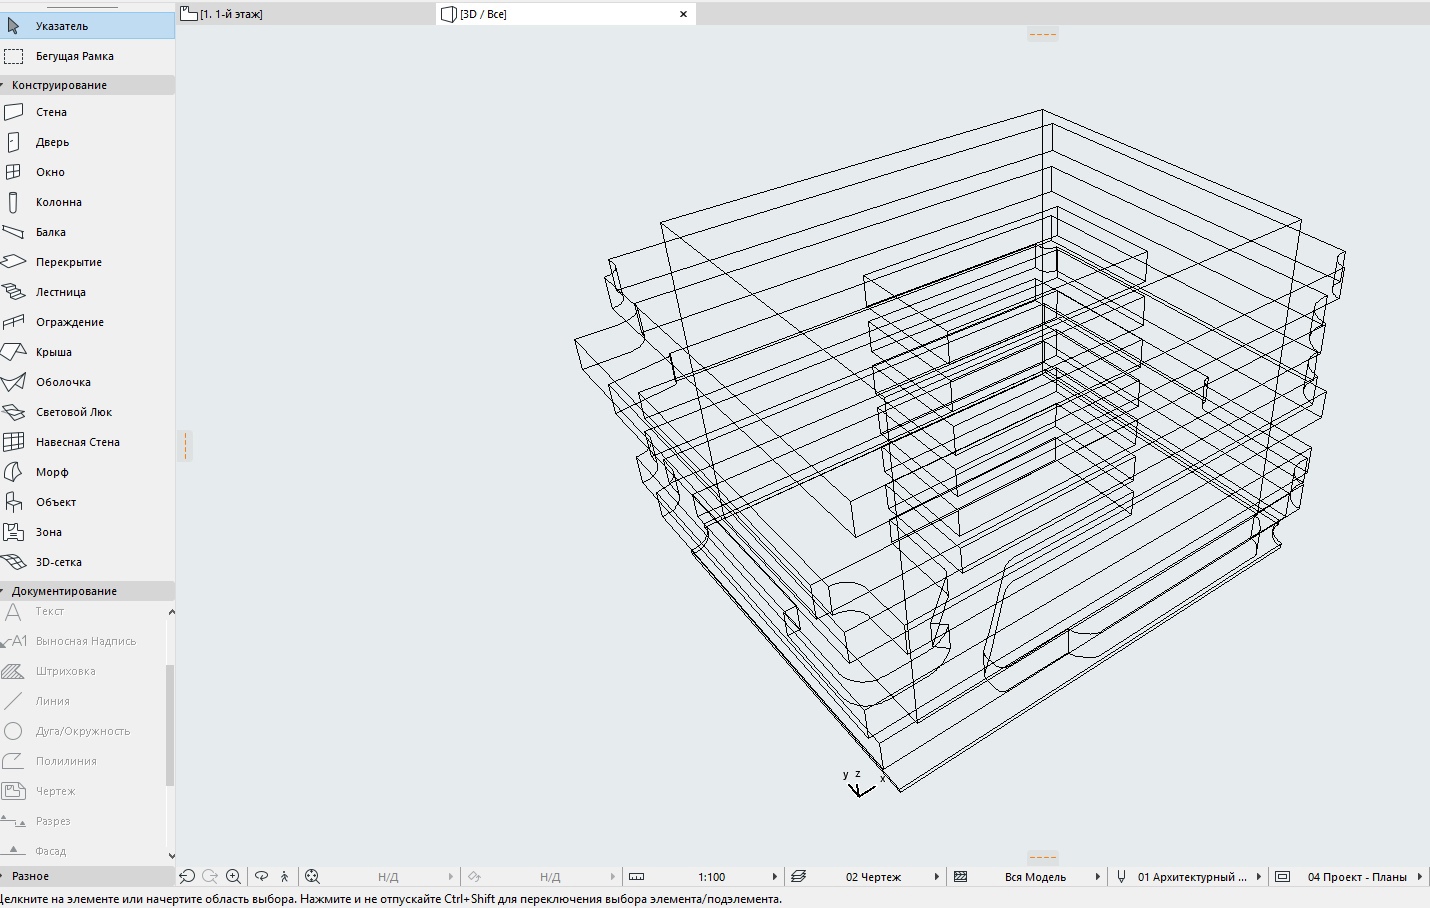 Указатель
Бегущая Рамка
Конструирование
Стена
Дверь
Окно
Колонна
Балка
Перекрытие
Лестница
Ограждение
Крыша
Оболочка
Световой Люк
Навесная Стена
Морф
Объект
Зона
3D-сетка
Документирование
Текст
A1 Выносная Надпись
Штриховка
Линия
Дуга/Окружность
Полилиния
Чертеж
Разрез
Фасад
Разное
[1. 1-й этаж]
[3D / Все]
y z x
Н/Д
Н/Д
1:100
02 Чертеж
Вся Модель
01 Архитектурный ...
04 Проект - Планы
Щелкните на элементе или начертите область выбора. Нажмите и не отпускайте Ctrl+Shift для переключения выбора элемента/подэлемента.